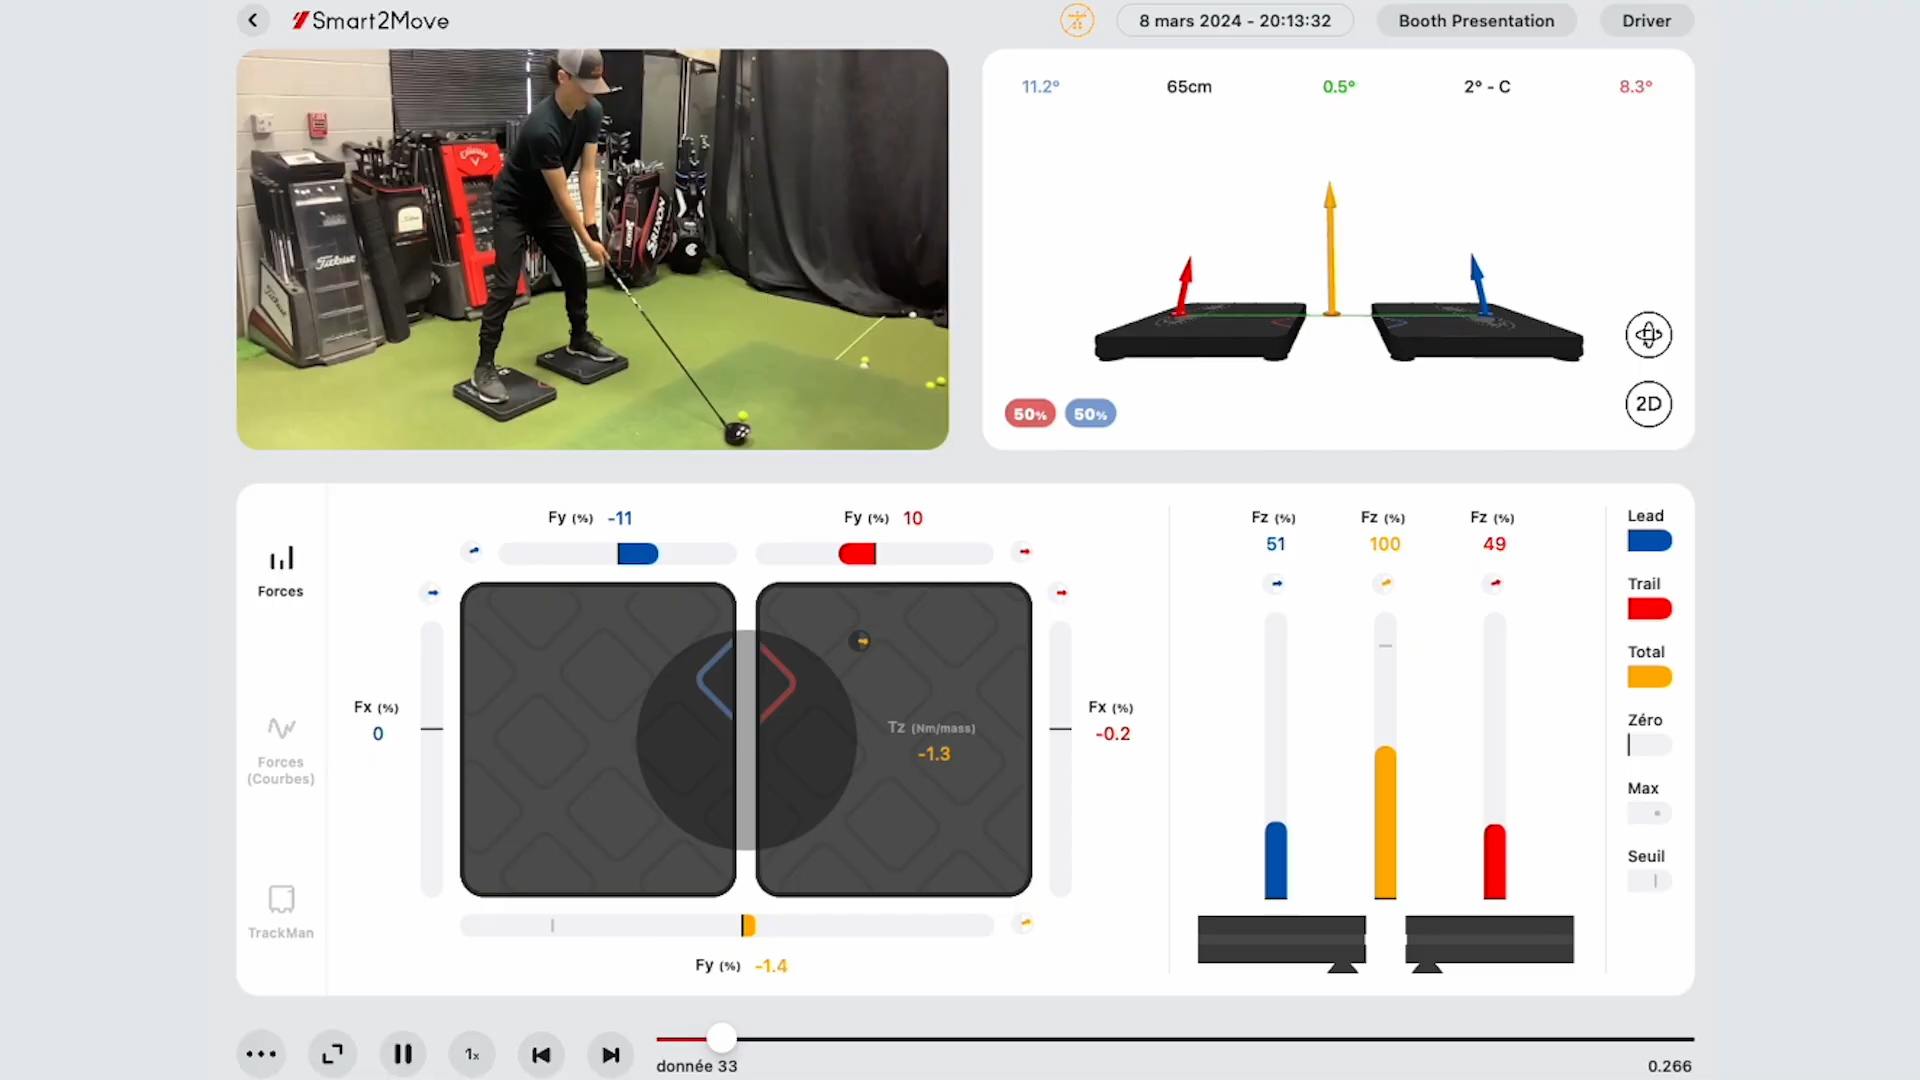 Smart2Move
8 mars 2024 - 20:13:32
Booth Presentation
Driver
Callaway
Titleist
SRIXON
11.2°
65cm
0.5°
2° - C
8.3°
50%
50%
2D
Forces
Forces
(Courbes)
TrackMan
Fy (%) -11
Fy (%) 10
Fx (%)
0
Fx (%)
-0.2
Tz (Nm/mass)
-1.3
Fy (%) -1.4
Fz (%)
51
Fz (%)
100
Fz (%)
49
Lead
Trail
Total
Zéro
Max
Seuil
1x
donnée 33
0.266